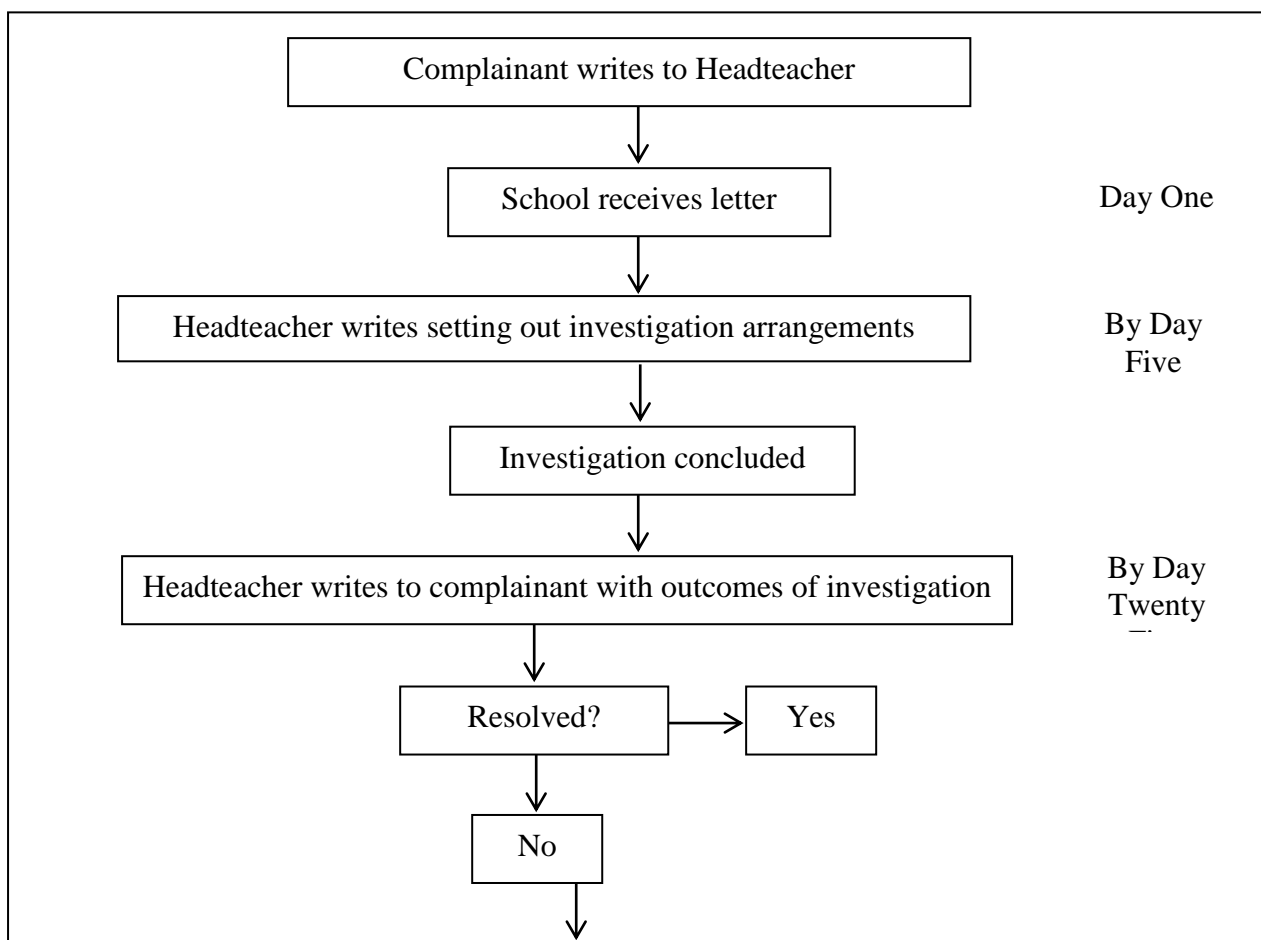 Complainant writes to Headteacher
School receives letter
Day One
Headteacher writes setting out investigation arrangements
By Day
Five
Investigation concluded
Headteacher writes to complainant with outcomes of investigation
By Day
Twenty
Resolved?
Yes
No